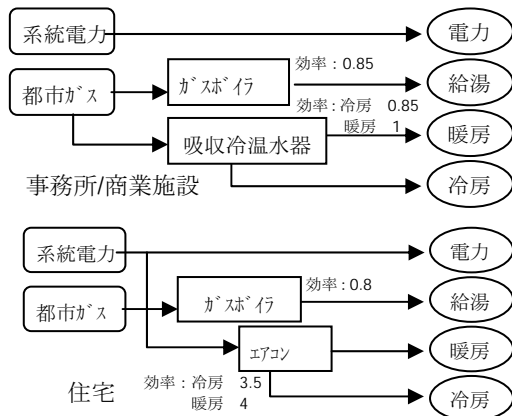 系統電力
電力
都市ｶﾞｽ
ｶﾞｽﾎﾞｲﾗ
効率：0.85
給湯
効率：冷房 0.85
暖房 1
吸収冷温水器
暖房
事務所/商業施設
冷房
系統電力
電力
都市ｶﾞｽ
ｶﾞｽﾎﾞｲﾗ
効率：0.8
給湯
ｴｱｺﾝ
暖房
住宅
効率：冷房 3.5
暖房 4
冷房